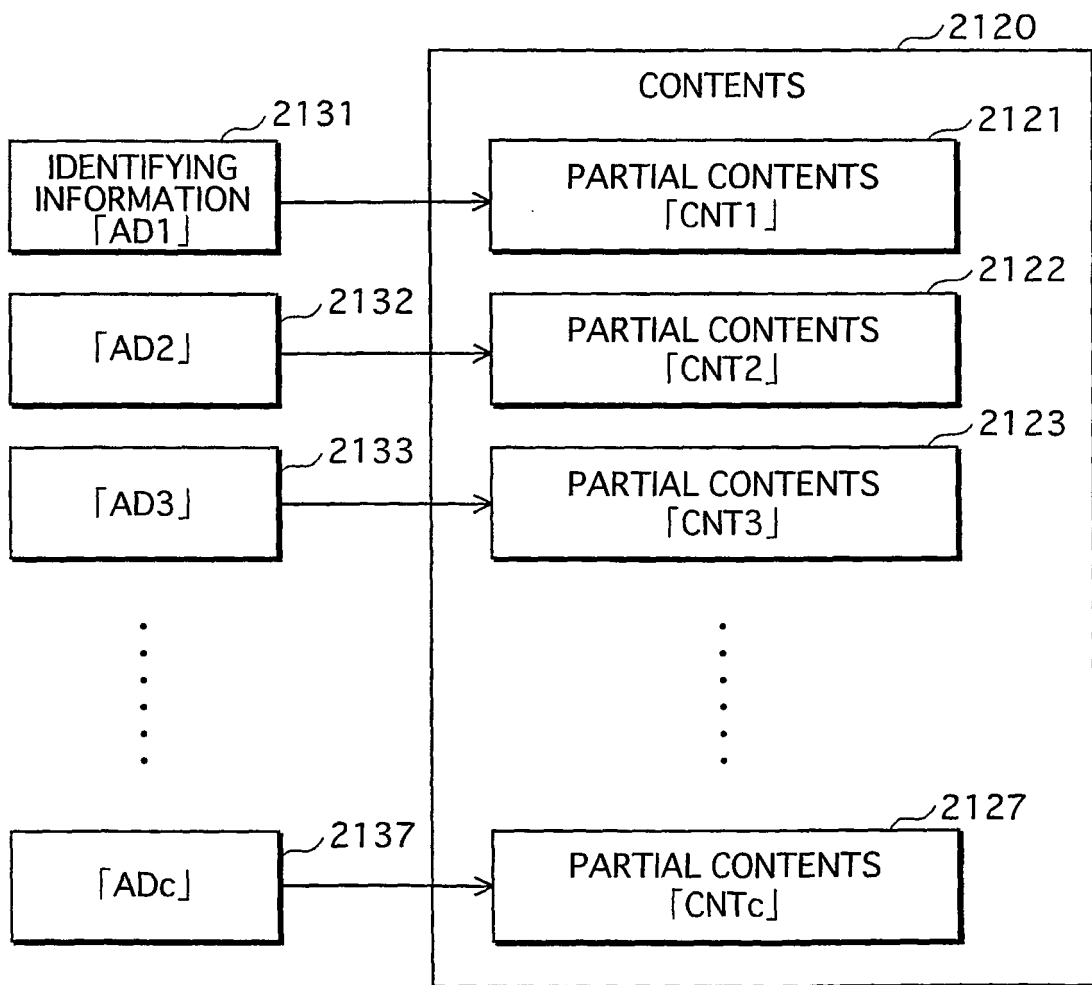 2120
CONTENTS
2131
2121
IDENTIFYING
INFORMATION
「AD1」
PARTIAL CONTENTS
「CNT1」
2132
2122
「AD2」
PARTIAL CONTENTS
「CNT2」
2133
2123
「AD3」
PARTIAL CONTENTS
「CNT3」
2137
2127
「ADc」
PARTIAL CONTENTS
「CNTc」